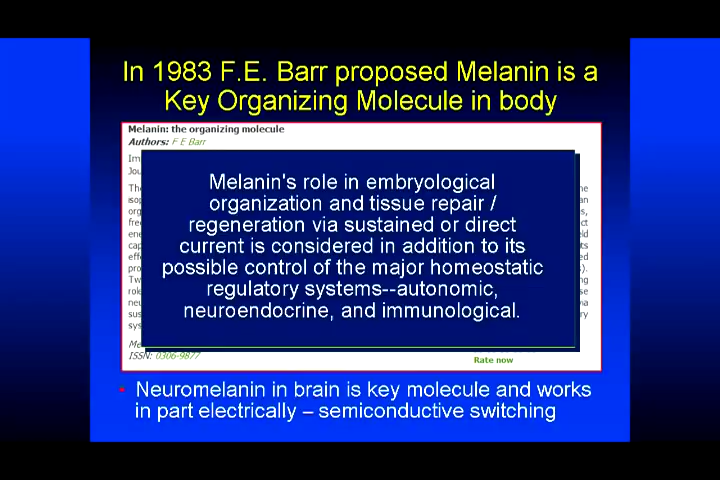 In 1983 F.E. Barr proposed Melanin is a
Key Organizing Molecule in body
Melanin: the organizing molecule
Authors: F E Barr
Melanin's role in embryological
organization and tissue repair /
regeneration via sustained or direct
current is considered in addition to its
possible control of the major homeostatic
regulatory systems--autonomic,
neuroendocrine, and immunological.
ISSN: 0306-9877
Rate now
• Neuromelanin in brain is key molecule and works
in part electrically – semiconductive switching